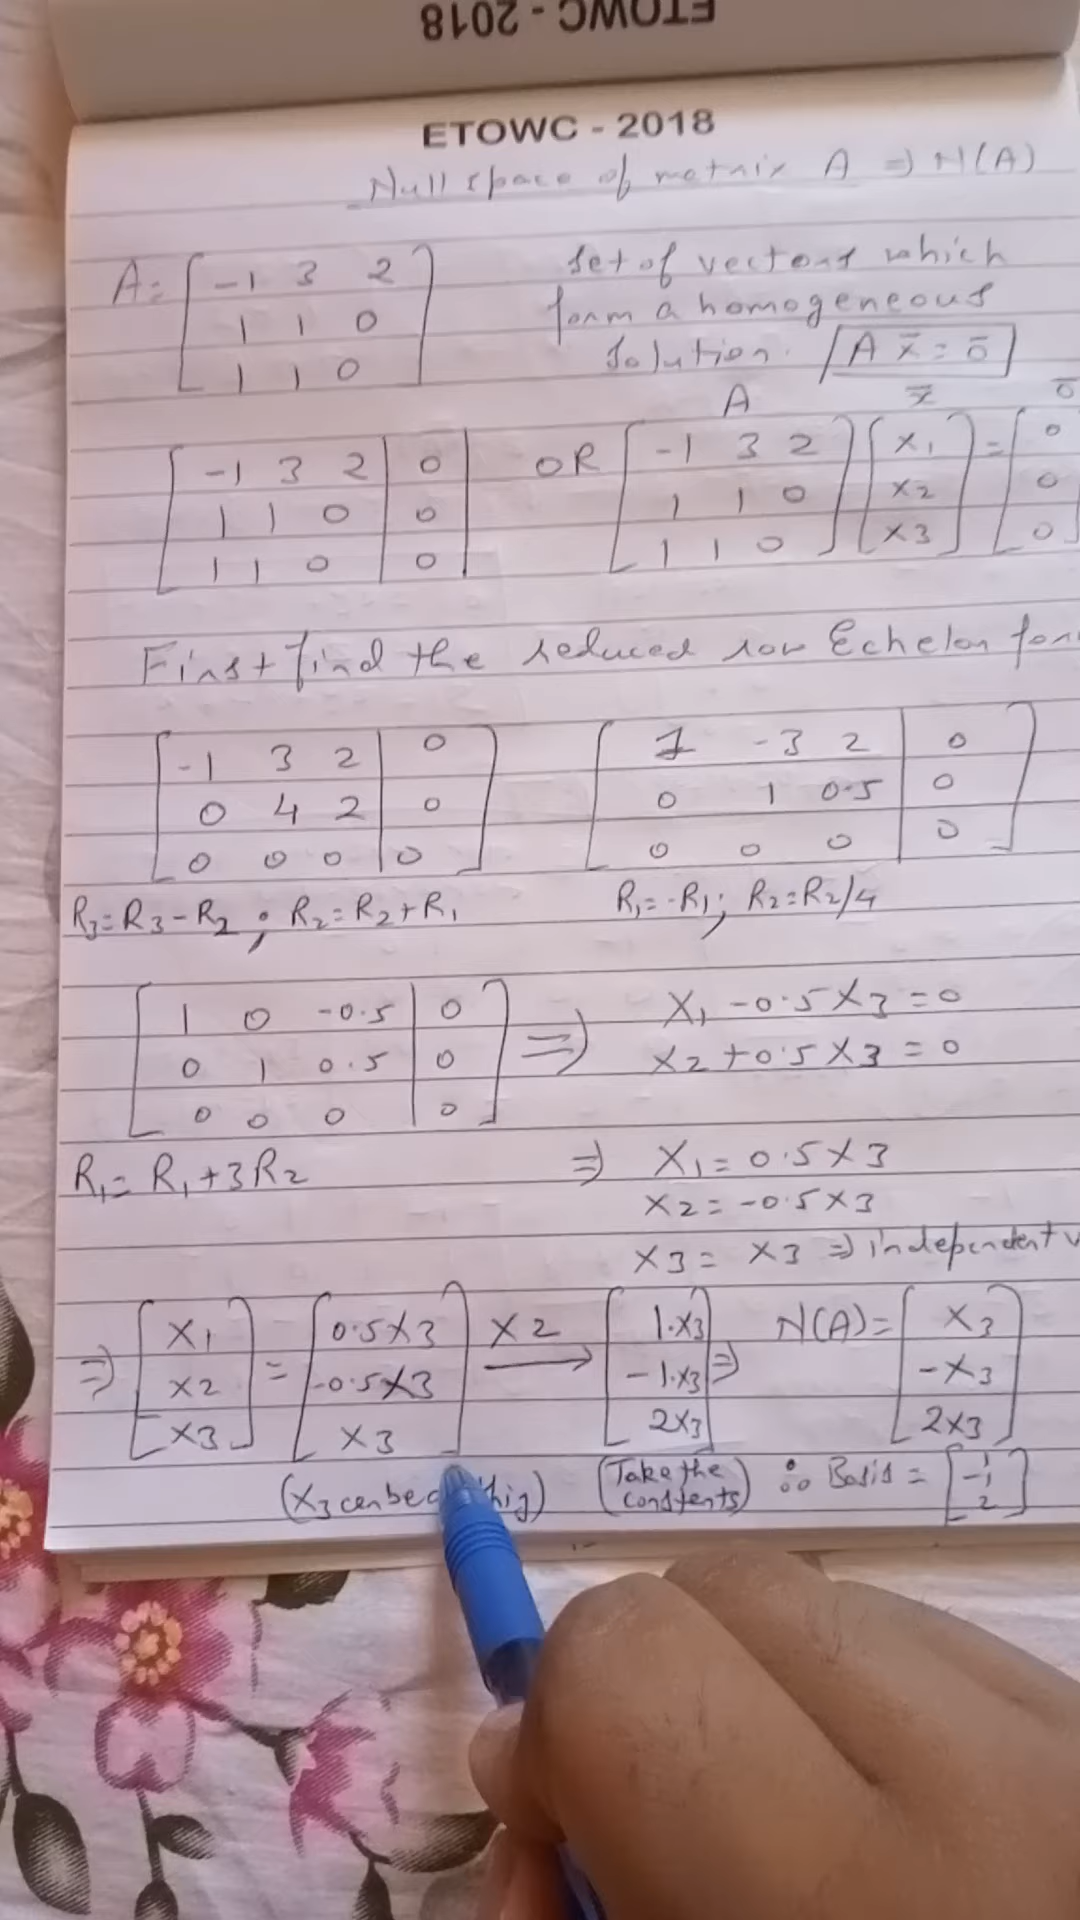 ETOWC - 2018
ETOWC - 2018
Null space of matrix A => N(A)
A = [-1 3 2
1 1 0
1 1 0]
set of vectors which
form a homogeneous
solution. A x̄ = ō
[-1 3 2 | 0
1 1 0 | 0
1 1 0 | 0]
OR
A x̄ ō
[-1 3 2
1 1 0
1 1 0] [x1
x2
x3] = [0
0
0
First find the reduced row Echelon
[-1 3 2 | 0
0 4 2 | 0
0 0 0 | 0]
R3=R3-R2 ; R2=R2+R1
[1 -3 2 | 0
0 1 0.5 | 0
0 0 0 | 0]
R1=-R1; R2=R2/4
[1 0 -0.5 | 0
0 1 0.5 | 0
0 0 0 | 0]
R1=R1+3R2
=> x1 -0.5x3 =0
x2+0.5x3 =0
=> x1=0.5x3
x2=-0.5x3
x3= x3 => independent v
=> [x1
x2
x3] = [0.5x3
-0.5x3
x3] X2 → [1.x3
-1.x3
2x3] => N(A)= [x3
-x3
2x3]
(x3 can be
(Take the
constents)
∴ Basis = [1
-1
2]